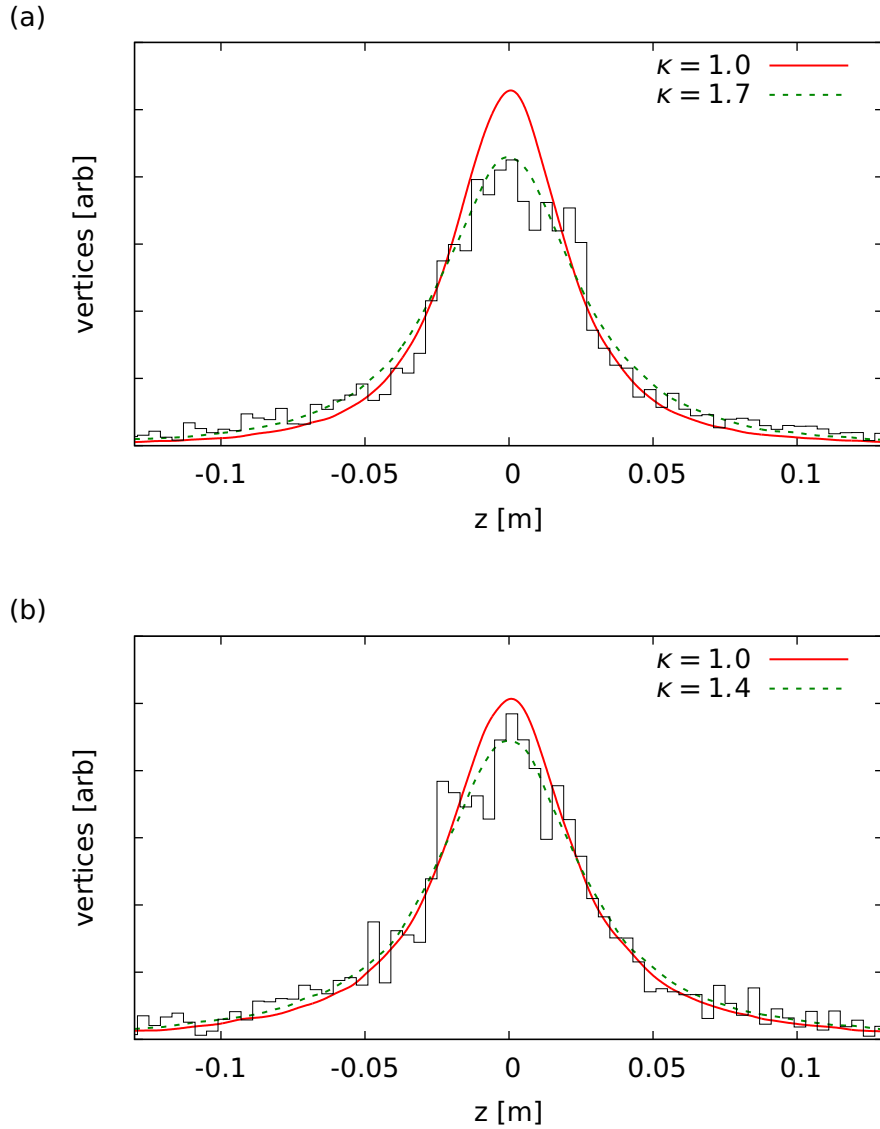 (a)
κ = 1.0
κ = 1.7
vertices [arb]
-0.1 -0.05 0 0.05 0.1
z [m]
(b)
κ = 1.0
κ = 1.4
vertices [arb]
-0.1 -0.05 0 0.05 0.1
z [m]